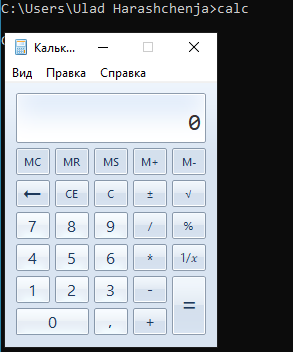 C:\Users\Ulad Harashchenja>calc
Кальк...
Вид Правка Справка
0
MC MR MS M+ M-
← CE C ± √
7 8 9 / %
4 5 6 * 1/x
1 2 3 - =
0 , +